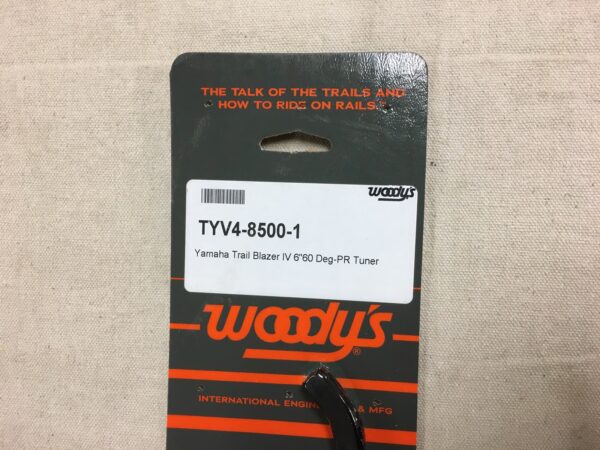 THE TALK OF THE TRAILS AND
HOW TO RIDE ON RAILS.
woody's
TYV4-8500-1
Yamaha Trail Blazer IV 6"60 Deg-PR Tuner
woody's®
INTERNATIONAL & MFG